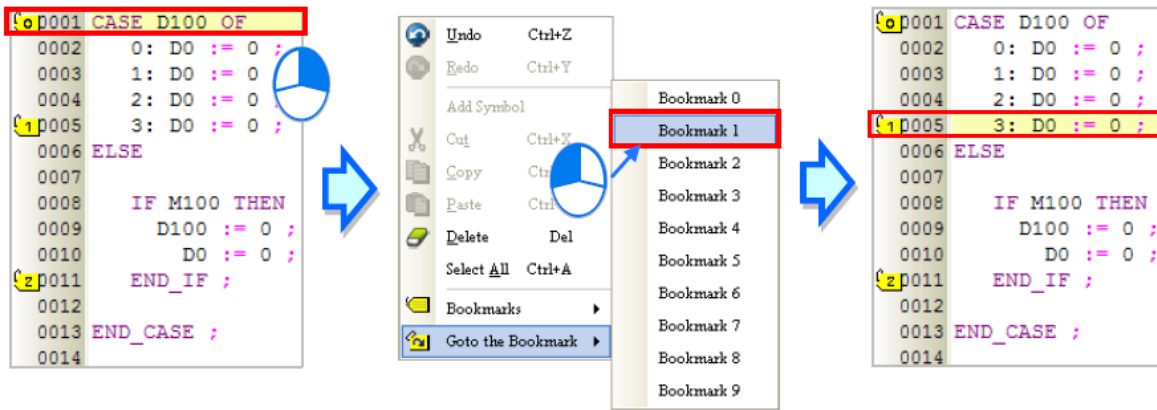 0 0001 CASE D100 OF
0002 0: D0 := 0 ;
0003 1: D0 := 0
0004 2: D0 := 0 ;
1 0005 3: D0 := 0 ;
0006 ELSE
0007
0008 IF M100 THEN
0009 D100 := 0 ;
0010 D0 := 0 ;
2 0011 END_IF ;
0012
0013 END_CASE ;
0014
Undo Ctrl+Z
Redo Ctrl+Y
Add Symbol
Cut Ctrl+X
Copy
Paste
Delete Del
Select All Ctrl+A
Bookmarks
Goto the Bookmark
Bookmark 0
Bookmark 1
Bookmark 2
Bookmark 3
Bookmark 4
Bookmark 5
Bookmark 6
Bookmark 7
Bookmark 8
Bookmark 9
0 0001 CASE D100 OF
0002 0: D0 := 0 ;
0003 1: D0 := 0 ;
0004 2: D0 := 0 ;
1 0005 3: D0 := 0 ;
0006 ELSE
0007
0008 IF M100 THEN
0009 D100 := 0 ;
0010 D0 := 0 ;
2 0011 END_IF ;
0012
0013 END_CASE ;
0014